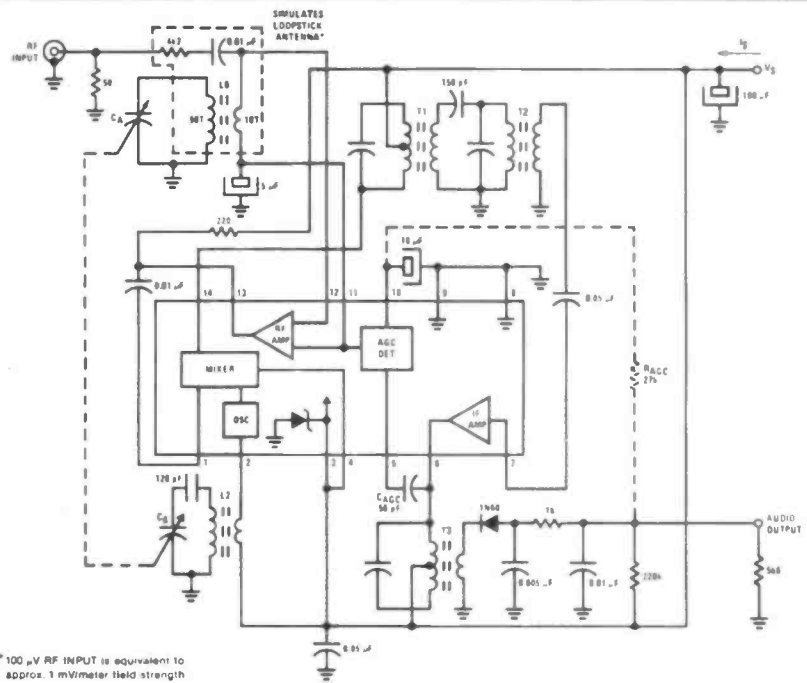 SIMULATES
LOOPSTICK
ANTENNA*
RF
INPUT
4k2
0.01 µF
50
CA
L0
90T
10T
5 µF
IS
VS
100 µF
150 pF
T1
T2
220
0.01 µF
10 µF
0.05 µF
14
13
12
11
10
9
8
RF
AMP
AGC
DET
MIXER
OSC
IF
AMP
RAGC
27k
1
2
3
4
5
6
7
120 pF
L2
CB
CAGC
50 pF
T3
1N60
1k
0.005 µF
0.01 µF
220k
AUDIO
OUTPUT
560
0.05 µF
* 100 µV RF INPUT is equivalent to
approx. 1 mV/meter field strength